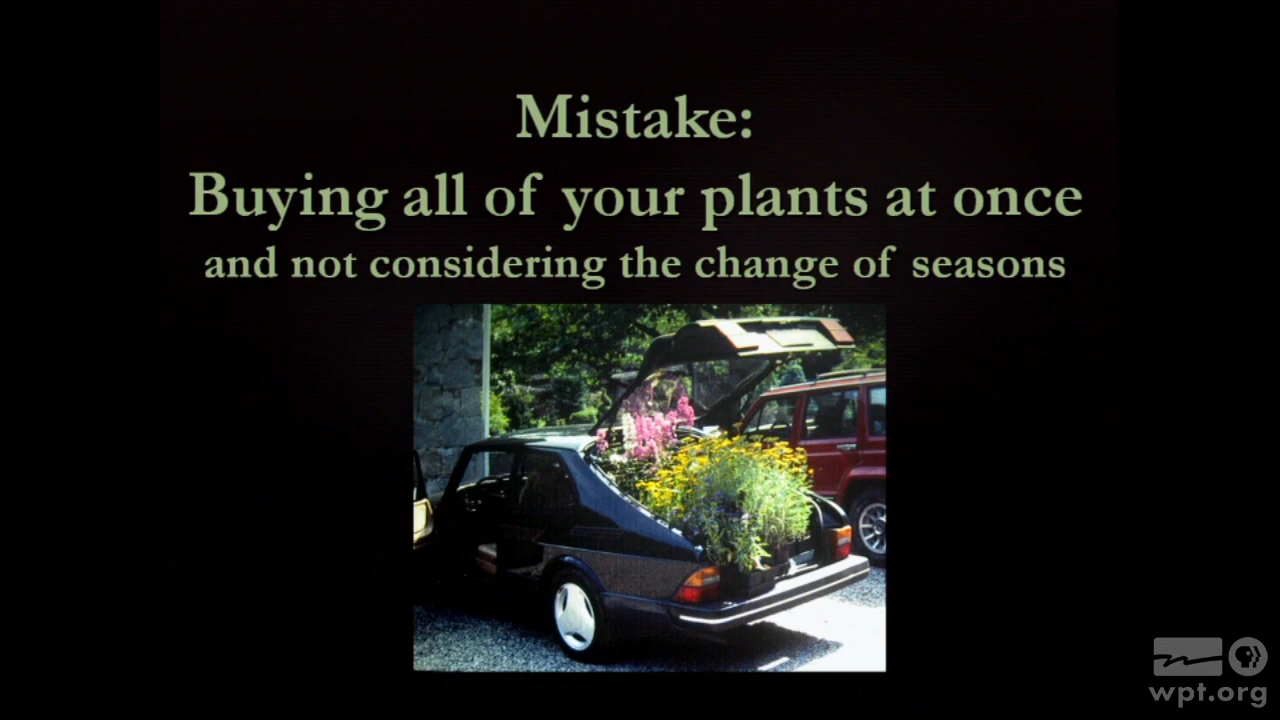 Mistake:
Buying all of your plants at once
and not considering the change of seasons
wpt.org